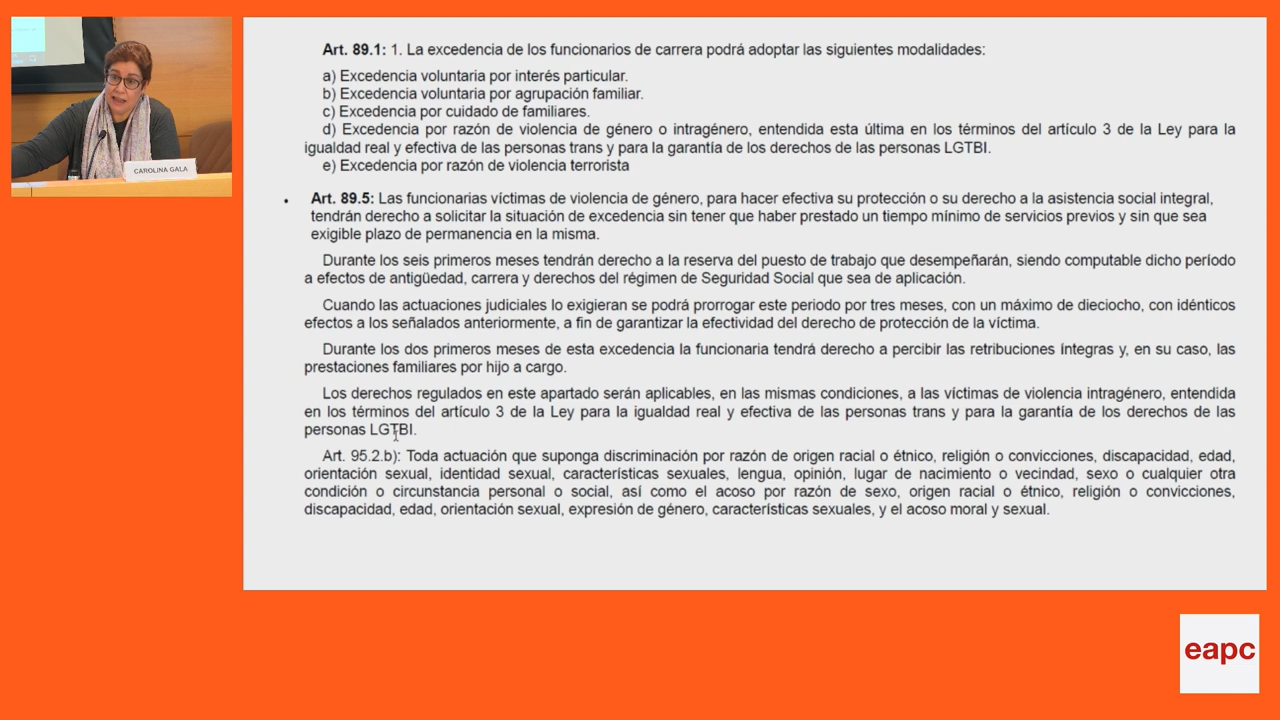 CAROLINA GALA
Art. 89.1: 1. La excedencia de los funcionarios de carrera podrá adoptar las siguientes modalidades:
a) Excedencia voluntaria por interés particular.
b) Excedencia voluntaria por agrupación familiar.
c) Excedencia por cuidado de familiares.
d) Excedencia por razón de violencia de género o intragénero, entendida esta última en los términos del artículo 3 de la Ley para la
igualdad real y efectiva de las personas trans y para la garantía de los derechos de las personas LGTBI.
e) Excedencia por razón de violencia terrorista
• Art. 89.5: Las funcionarias víctimas de violencia de género, para hacer efectiva su protección o su derecho a la asistencia social integral,
tendrán derecho a solicitar la situación de excedencia sin tener que haber prestado un tiempo mínimo de servicios previos y sin que sea
exigible plazo de permanencia en la misma.
Durante los seis primeros meses tendrán derecho a la reserva del puesto de trabajo que desempeñarán, siendo computable dicho período
a efectos de antigüedad, carrera y derechos del régimen de Seguridad Social que sea de aplicación.
Cuando las actuaciones judiciales lo exigieran se podrá prorrogar este periodo por tres meses, con un máximo de dieciocho, con idénticos
efectos a los señalados anteriormente, a fin de garantizar la efectividad del derecho de protección de la víctima.
Durante los dos primeros meses de esta excedencia la funcionaria tendrá derecho a percibir las retribuciones íntegras y, en su caso, las
prestaciones familiares por hijo a cargo.
Los derechos regulados en este apartado serán aplicables, en las mismas condiciones, a las víctimas de violencia intragénero, entendida
en los términos del artículo 3 de la Ley para la igualdad real y efectiva de las personas trans y para la garantía de los derechos de las
personas LGTBI.
Art. 95.2.b): Toda actuación que suponga discriminación por razón de origen racial o étnico, religión o convicciones, discapacidad, edad,
orientación sexual, identidad sexual, características sexuales, lengua, opinión, lugar de nacimiento o vecindad, sexo o cualquier otra
condición o circunstancia personal o social, así como el acoso por razón de sexo, origen racial o étnico, religión o convicciones,
discapacidad, edad, orientación sexual, expresión de género, características sexuales, y el acoso moral y sexual.
eapc